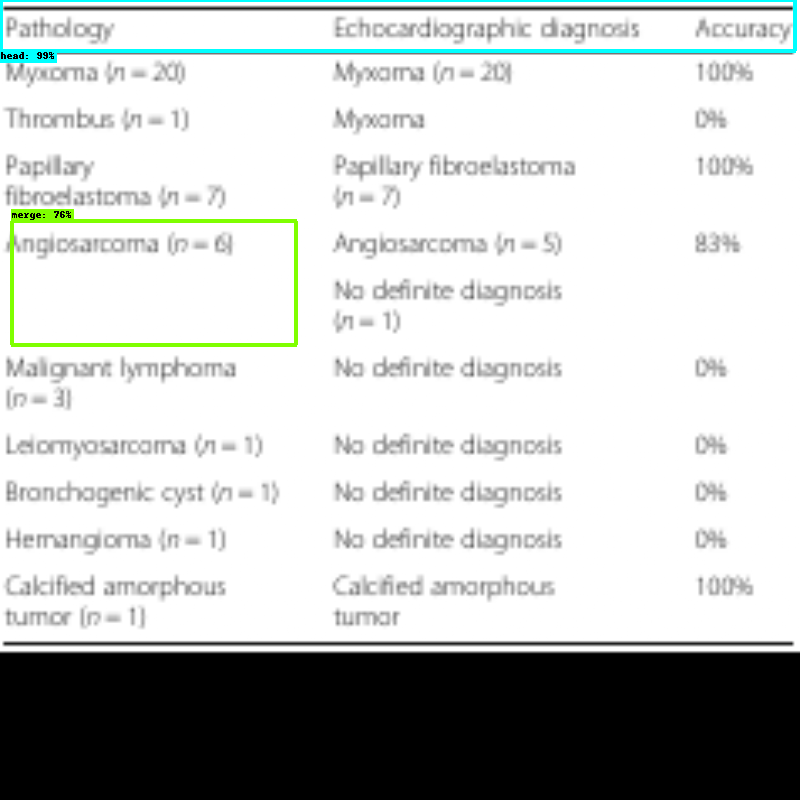 Pathology Echocardiographic diagnosis Accuracy
head: 99%
Myxoma (n = 20) Myxoma (n = 20) 100%
Thrombus (n = 1) Myxoma 0%
Papillary Papillary fibroelastoma 100%
fibroelastoma (n = 7) (n = 7)
merge: 76%
Angiosarcoma (n = 6) Angiosarcoma (n = 5) 83%
No definite diagnosis
(n = 1)
Malignant lymphoma No definite diagnosis 0%
(n = 3)
Leiomyosarcoma (n = 1) No definite diagnosis 0%
Bronchogenic cyst (n = 1) No definite diagnosis 0%
Hemangioma (n = 1) No definite diagnosis 0%
Calcified amorphous Calcified amorphous 100%
tumor (n = 1) tumor